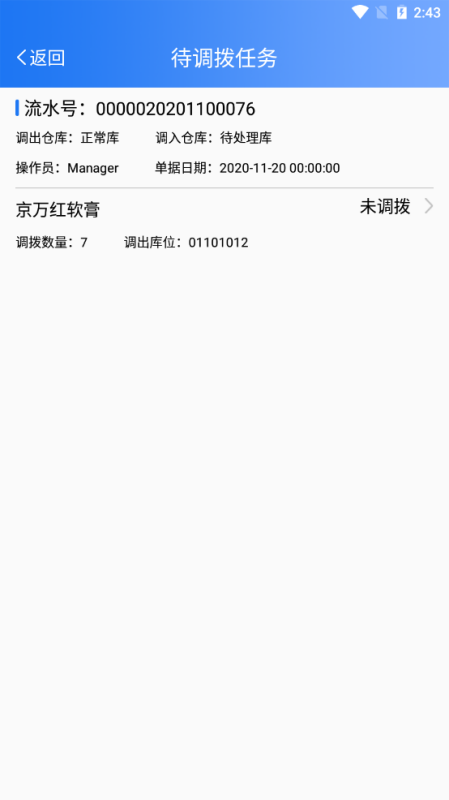 2:43
返回 待调拨任务
流水号：0000020201100076
调出仓库：正常库 调入仓库：待处理库
操作员：Manager 单据日期：2020-11-20 00:00:00
京万红软膏 未调拨
调拨数量：7 调出库位：01101012